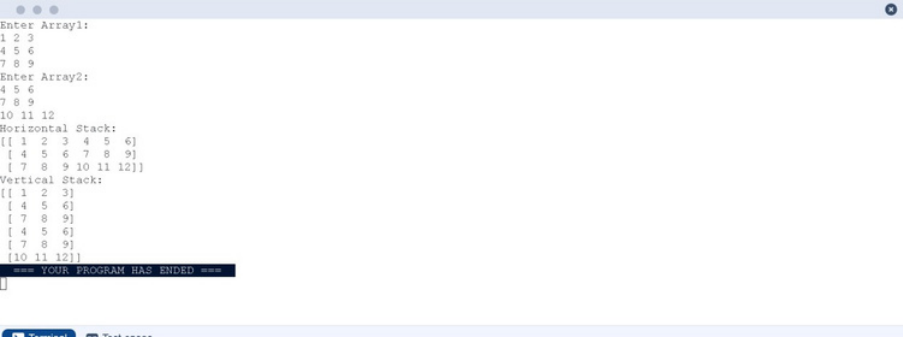 Enter Array1:
1 2 3
4 5 6
7 8 9
Enter Array2:
4 5 6
7 8 9
10 11 12
Horizontal Stack:
[[ 1  2  3  4  5  6]
 [ 4  5  6  7  8  9]
 [ 7  8  9 10 11 12]]
Vertical Stack:
[[ 1  2  3]
 [ 4  5  6]
 [ 7  8  9]
 [ 4  5  6]
 [ 7  8  9]
 [10 11 12]]
=== YOUR PROGRAM HAS ENDED ===
Terminal Test cases